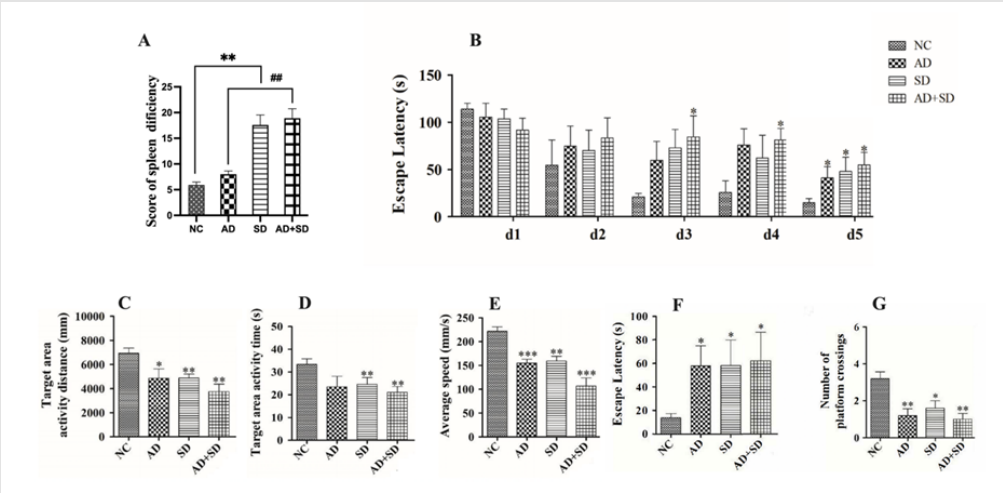 A
**
##
Score of spleen dificiency
25
20
15
10
5
0
NC AD SD AD+SD
B
NC
AD
SD
AD+SD
Escape Latency (s)
150
100
50
0
*
*
* * *
d1 d2 d3 d4 d5
C
Target area
activity distance (mm)
10000
8000
6000
4000
2000
0
* ** **
NC AD SD AD+SD
D
Target area activity time (s)
50
40
30
20
10
0
** **
NC AD SD AD+SD
E
Average speed (mm/s)
250
200
150
100
50
0
*** ** ***
NC AD SD AD+SD
F
Escape Latency (s)
100
80
60
40
20
0
* * *
NC AD SD AD+SD
G
Number of
platform crossings
6
4
2
0
** * **
NC AD SD AD+SD